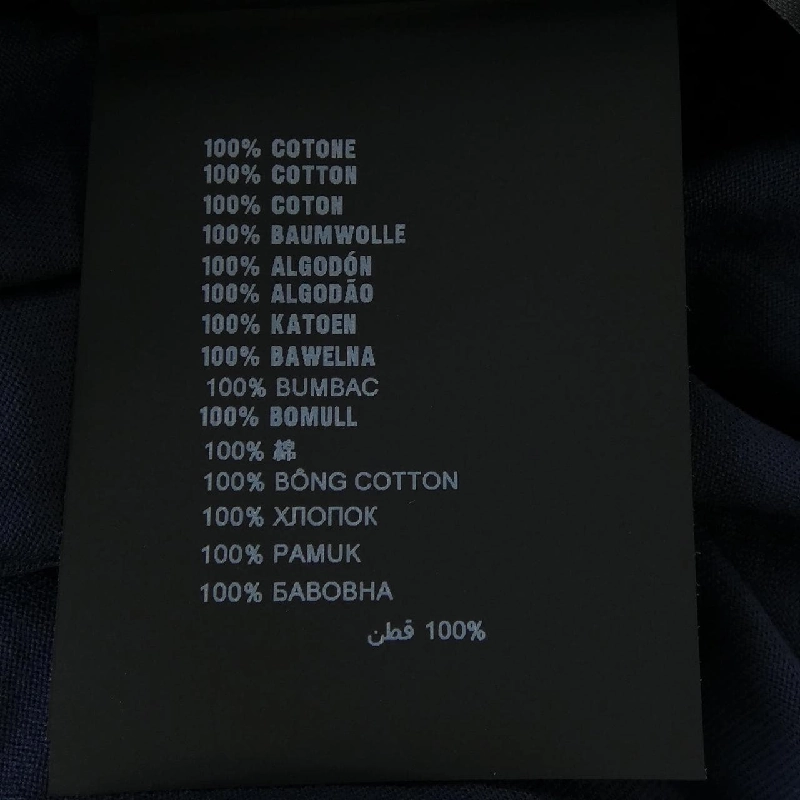 100% COTONE
100% COTTON
100% COTON
100% BAUMWOLLE
100% ALGODÓN
100% ALGODÃO
100% KATOEN
100% BAWELNA
100% BUMBAC
100% BOMULL
100% 綿
100% BÔNG COTTON
100% ХЛОПОК
100% PAMUK
100% БАВОВНА
100% قطن